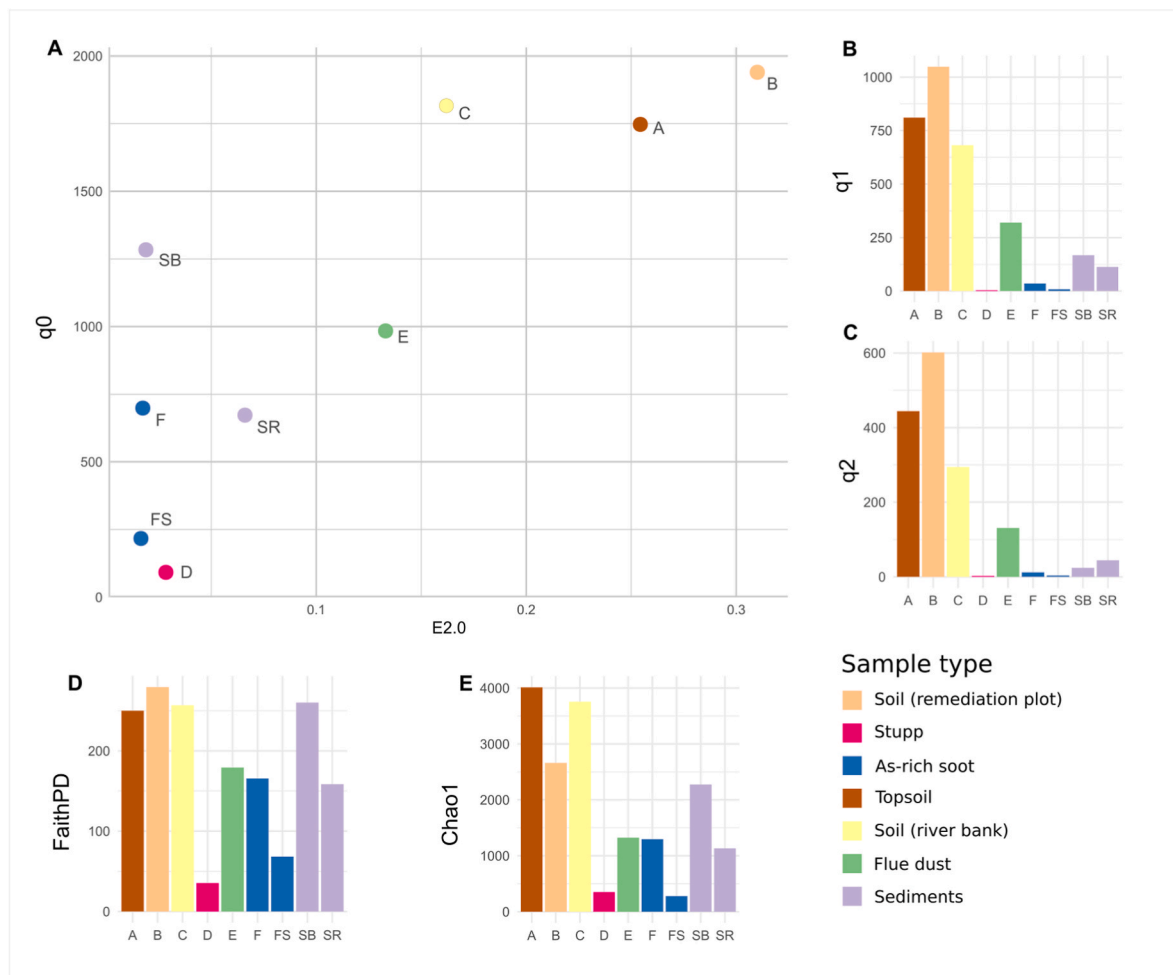 A
2000
1500
1000
500
0
q0
B
C
A
SB
E
F
SR
FS
D
0.1 0.2 0.3
E2.0
B
1000
750
500
250
0
q1
A B C D E F FS SB SR
C
600
400
200
0
q2
A B C D E F FS SB SR
D
200
100
0
FaithPD
A B C D E F FS SB SR
E
4000
3000
2000
1000
0
Chao1
A B C D E F FS SB SR
Sample type
Soil (remediation plot)
Stupp
As-rich soot
Topsoil
Soil (river bank)
Flue dust
Sediments